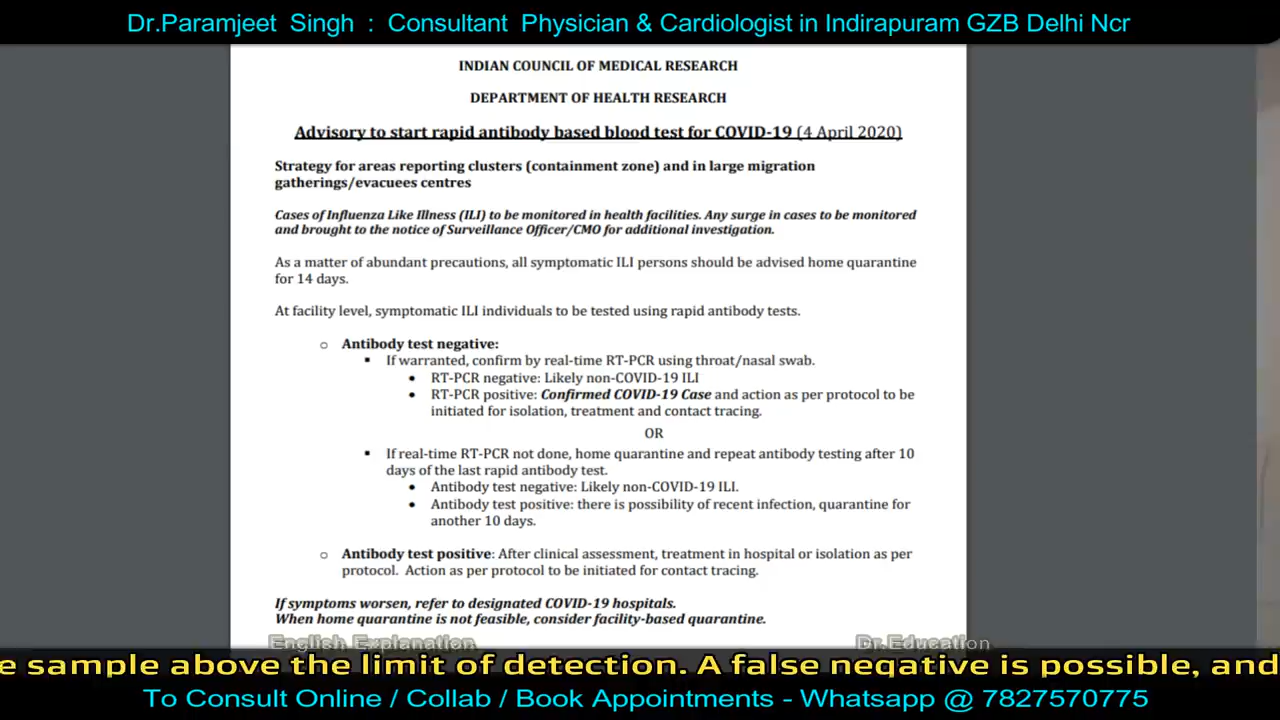 Dr.Paramjeet Singh : Consultant Physician & Cardiologist in Indirapuram GZB Delhi Ncr
INDIAN COUNCIL OF MEDICAL RESEARCH
DEPARTMENT OF HEALTH RESEARCH
Advisory to start rapid antibody based blood test for COVID-19 (4 April 2020)
Strategy for areas reporting clusters (containment zone) and in large migration
gatherings/evacuees centres
Cases of Influenza Like Illness (ILI) to be monitored in health facilities. Any surge in cases to be monitored
and brought to the notice of Surveillance Officer/CMO for additional investigation.
As a matter of abundant precautions, all symptomatic ILI persons should be advised home quarantine
for 14 days.
At facility level, symptomatic ILI individuals to be tested using rapid antibody tests.
o Antibody test negative:
▪ If warranted, confirm by real-time RT-PCR using throat/nasal swab.
• RT-PCR negative: Likely non-COVID-19 ILI
• RT-PCR positive: Confirmed COVID-19 Case and action as per protocol to be
initiated for isolation, treatment and contact tracing.
OR
▪ If real-time RT-PCR not done, home quarantine and repeat antibody testing after 10
days of the last rapid antibody test.
• Antibody test negative: Likely non-COVID-19 ILI.
• Antibody test positive: there is possibility of recent infection, quarantine for
another 10 days.
o Antibody test positive: After clinical assessment, treatment in hospital or isolation as per
protocol. Action as per protocol to be initiated for contact tracing.
If symptoms worsen, refer to designated COVID-19 hospitals.
When home quarantine is not feasible, consider facility-based quarantine.
English Explanation Dr.Education
e sample above the limit of detection. A false negative is possible, and
To Consult Online / Collab / Book Appointments - Whatsapp @ 7827570775